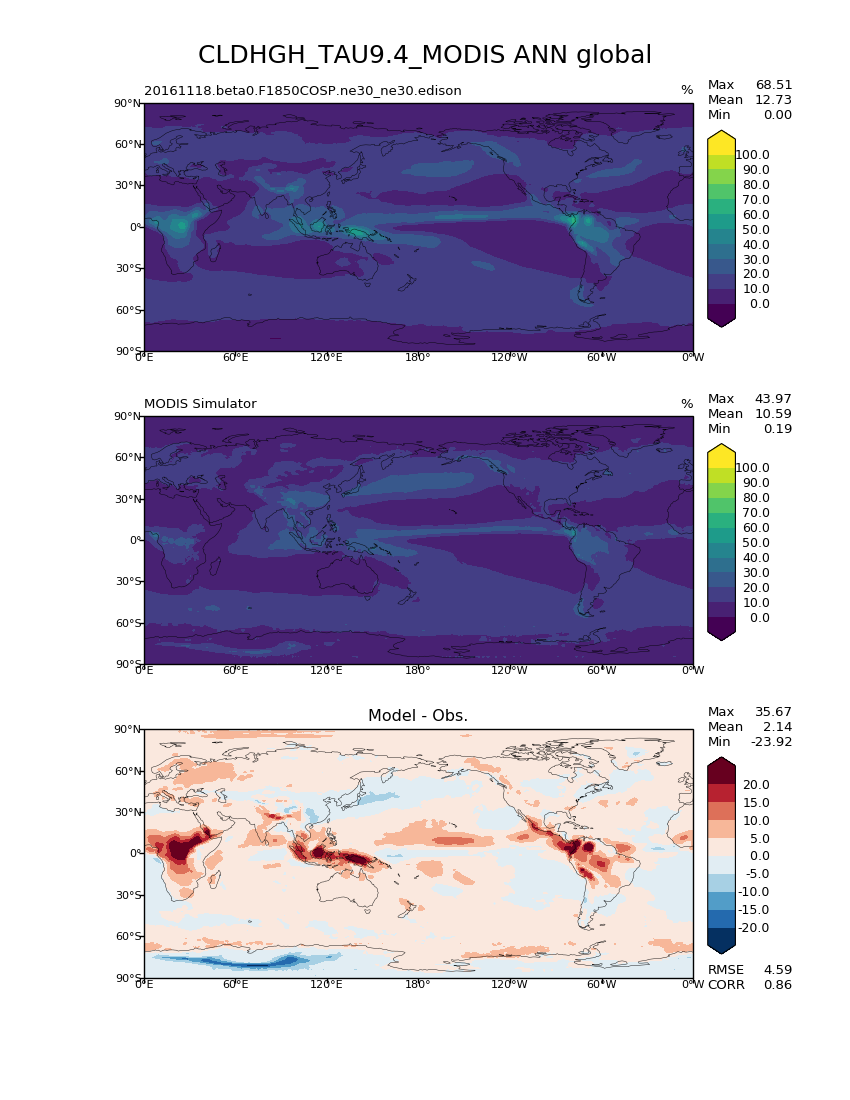 CLDHGH_TAU9.4_MODIS ANN global
20161118.beta0.F1850COSP.ne30_ne30.edison
%
Max 68.51
Mean 12.73
Min 0.00
90°N
60°N
30°N
0°
30°S
60°S
90°S
0°E 60°E 120°E 180° 120°W 60°W 0°W
100.0
90.0
80.0
70.0
60.0
50.0
40.0
30.0
20.0
10.0
0.0
MODIS Simulator
%
Max 43.97
Mean 10.59
Min 0.19
90°N
60°N
30°N
0°
30°S
60°S
90°S
0°E 60°E 120°E 180° 120°W 60°W 0°W
100.0
90.0
80.0
70.0
60.0
50.0
40.0
30.0
20.0
10.0
0.0
Model - Obs.
Max 35.67
Mean 2.14
Min -23.92
90°N
60°N
30°N
0°
30°S
60°S
90°S
0°E 60°E 120°E 180° 120°W 60°W 0°W
20.0
15.0
10.0
5.0
0.0
-5.0
-10.0
-15.0
-20.0
RMSE 4.59
CORR 0.86